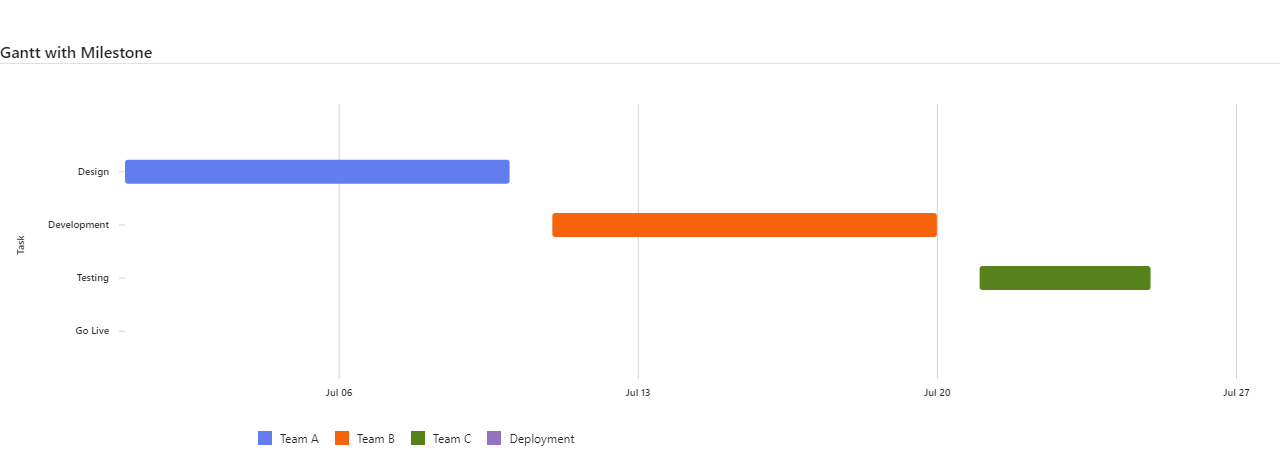 Gantt with Milestone
Task
Design
Development
Testing
Go Live
Jul 06 Jul 13 Jul 20 Jul 27
Team A Team B Team C Deployment